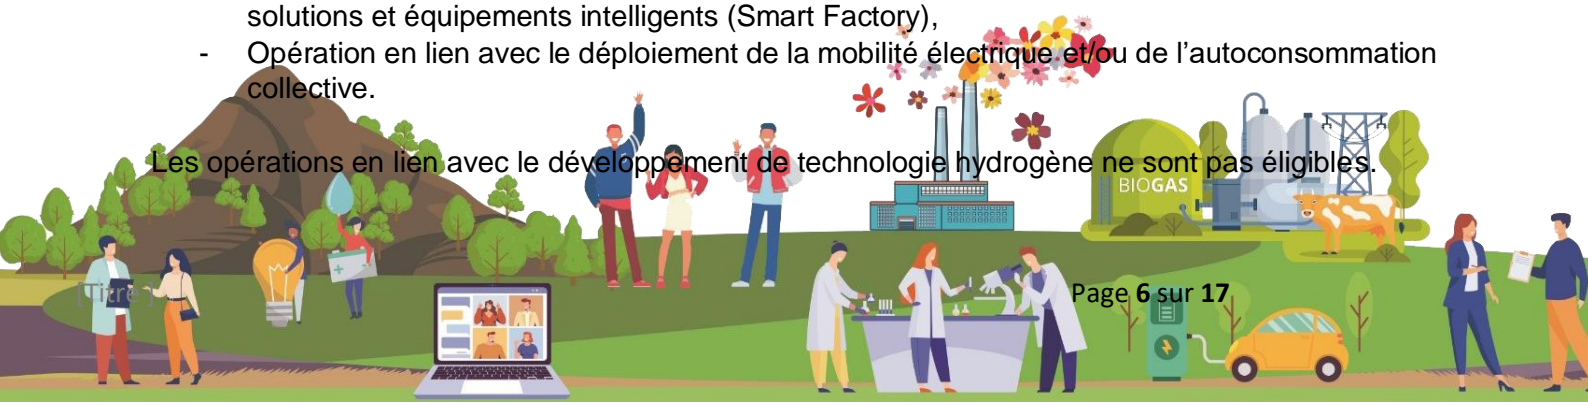 solutions et équipements intelligents (Smart Factory),
- Opération en lien avec le déploiement de la mobilité électrique et/ou de l’autoconsommation
collective.
Les opérations en lien avec le développement de technologie hydrogène ne sont pas éligibles.
BIOGAS
[Titre ]
Page 6 sur 17